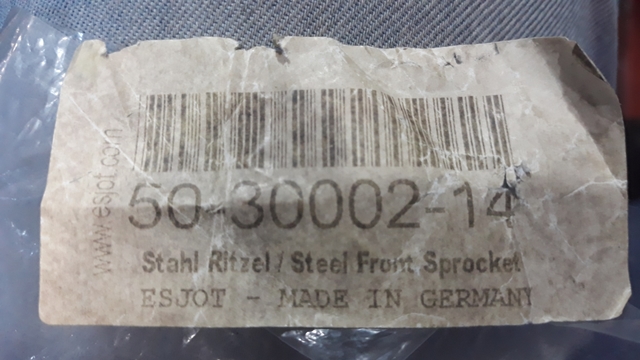 www.esjot.com
50-30002-14
Stahl Ritzel / Steel Front Sprocket
ESJOT - MADE IN GERMANY